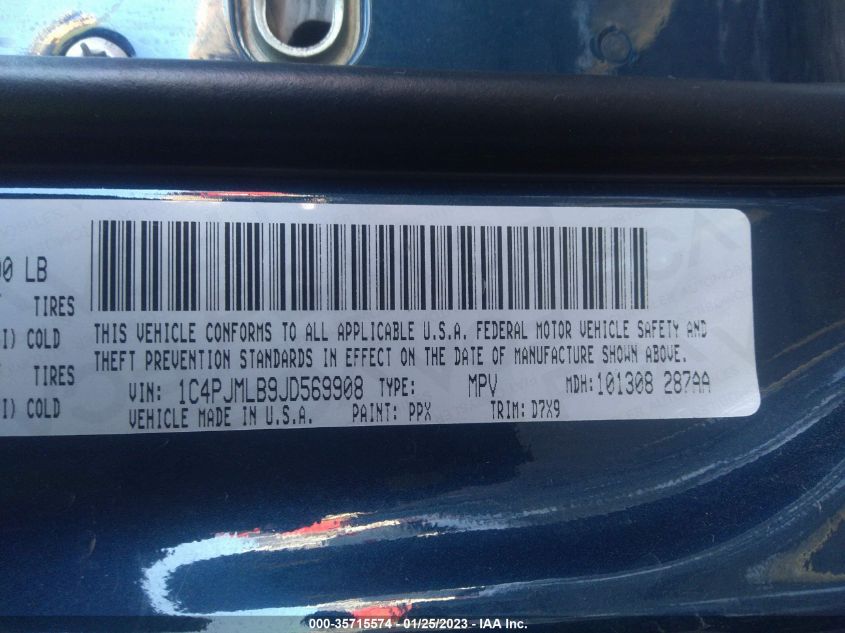 00 LB
TIRES
I) COLD
TIRES
I) COLD
THIS VEHICLE CONFORMS TO ALL APPLICABLE U.S.A. FEDERAL MOTOR VEHICLE SAFETY AND
THEFT PREVENTION STANDARDS IN EFFECT ON THE DATE OF MANUFACTURE SHOWN ABOVE.
VIN: 1C4PJMLB9JD569908 TYPE: MPV MDH:101308 287AA
VEHICLE MADE IN U.S.A. PAINT: PPX TRIM: D7X9
000-35715574 - 01/25/2023 - IAA Inc.